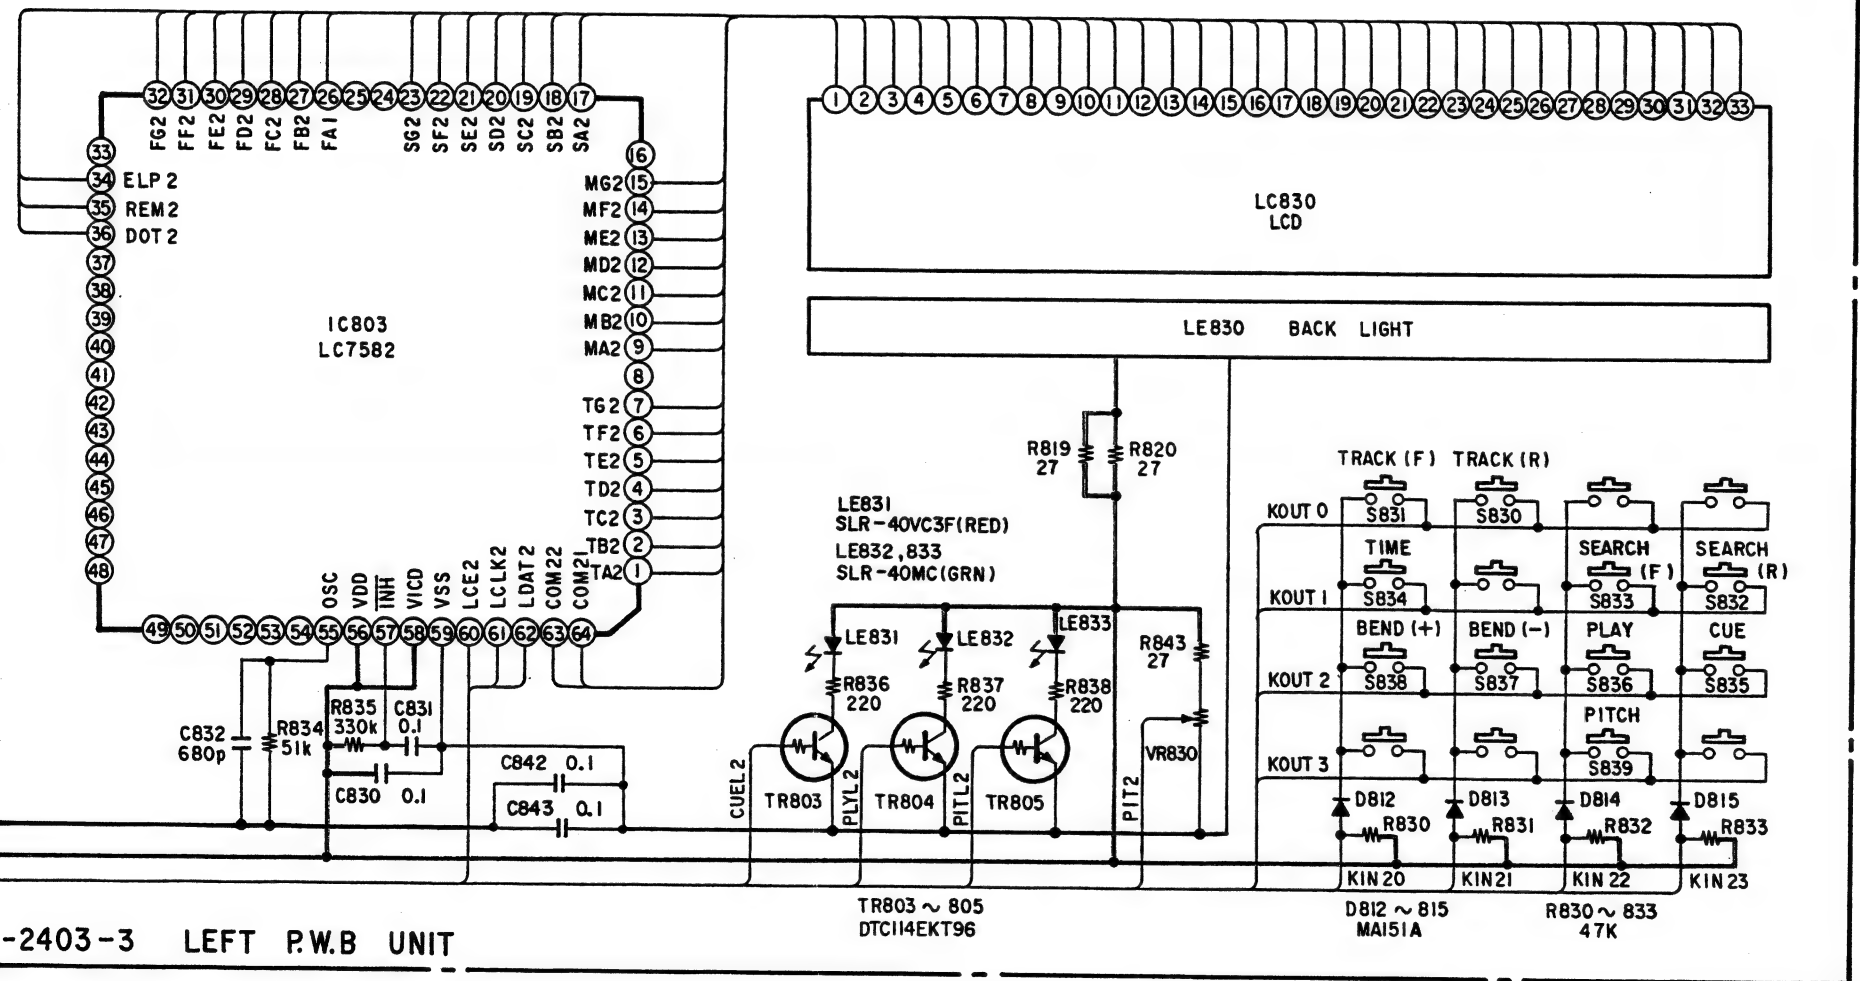 32 31 30 29 28 27 26 25 24 23 22 21 20 19 18 17
FG2 FF2 FE2 FD2 FC2 FB2 FA1 SG2 SF2 SE2 SD2 SC2 SB2 SA2
1 2 3 4 5 6 7 8 9 10 11 12 13 14 15 16 17 18 19 20 21 22 23 24 25 26 27 28 29 30 31 32 33
33
34 ELP2
35 REM2
36 DOT2
37
38
39
40
41
42
43
44
45
46
47
48
16
MG2 15
MF2 14
ME2 13
MD2 12
MC2 11
MB2 10
MA2 9
8
TG2 7
TF2 6
TE2 5
TD2 4
TC2 3
TB2 2
TA2 1
IC803
LC7582
OSC VDD INH VICD VSS LCE2 LCLK2 LDAT2 COM22 COM21
49 50 51 52 53 54 55 56 57 58 59 60 61 62 63 64
LC830
LCD
LE830 BACK LIGHT
R819
27
R820
27
LE831
SLR-40VC3F(RED)
LE832,833
SLR-40MC(GRN)
LE831 LE832 LE833
R836
220
R837
220
R838
220
R843
27
VR830
TR803 TR804 TR805
CUEL2 PLYL2 PITL2 PIT2
C832
680p
R834
51k
R835
330k
C831
0.1
C830 0.1
C842 0.1
C843 0.1
TRACK(F) TRACK(R)
KOUT 0 S831 S830
TIME SEARCH (F) SEARCH (R)
KOUT 1 S834 S833 S832
BEND(+) BEND(-) PLAY CUE
KOUT 2 S838 S837 S836 S835
PITCH
KOUT 3 S839
D812 D813 D814 D815
R830 R831 R832 R833
KIN20 KIN21 KIN22 KIN23
TR803~805
DTC114EKT96
D812~815
MA151A
R830~833
47K
-2403-3 LEFT P.W.B UNIT